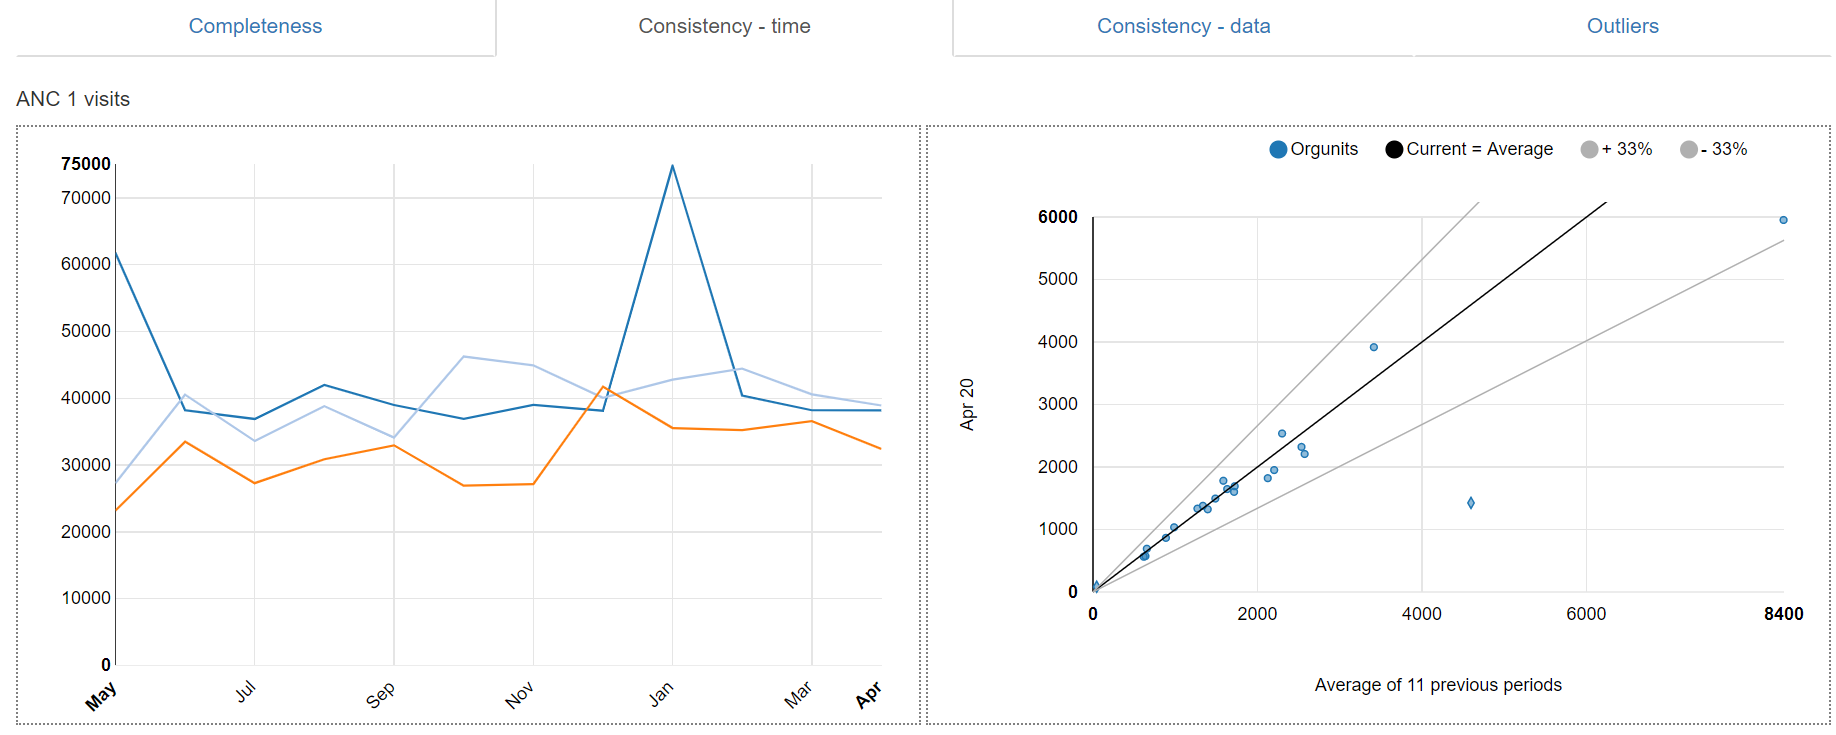 Completeness
Consistency - time
Consistency - data
Outliers
ANC 1 visits
75000
70000
60000
50000
40000
30000
20000
10000
0
May
Jul
Sep
Nov
Jan
Mar
Apr
Orgunits
Current = Average
+ 33%
- 33%
6000
5000
4000
3000
2000
1000
0
Apr 20
0
2000
4000
6000
8400
Average of 11 previous periods